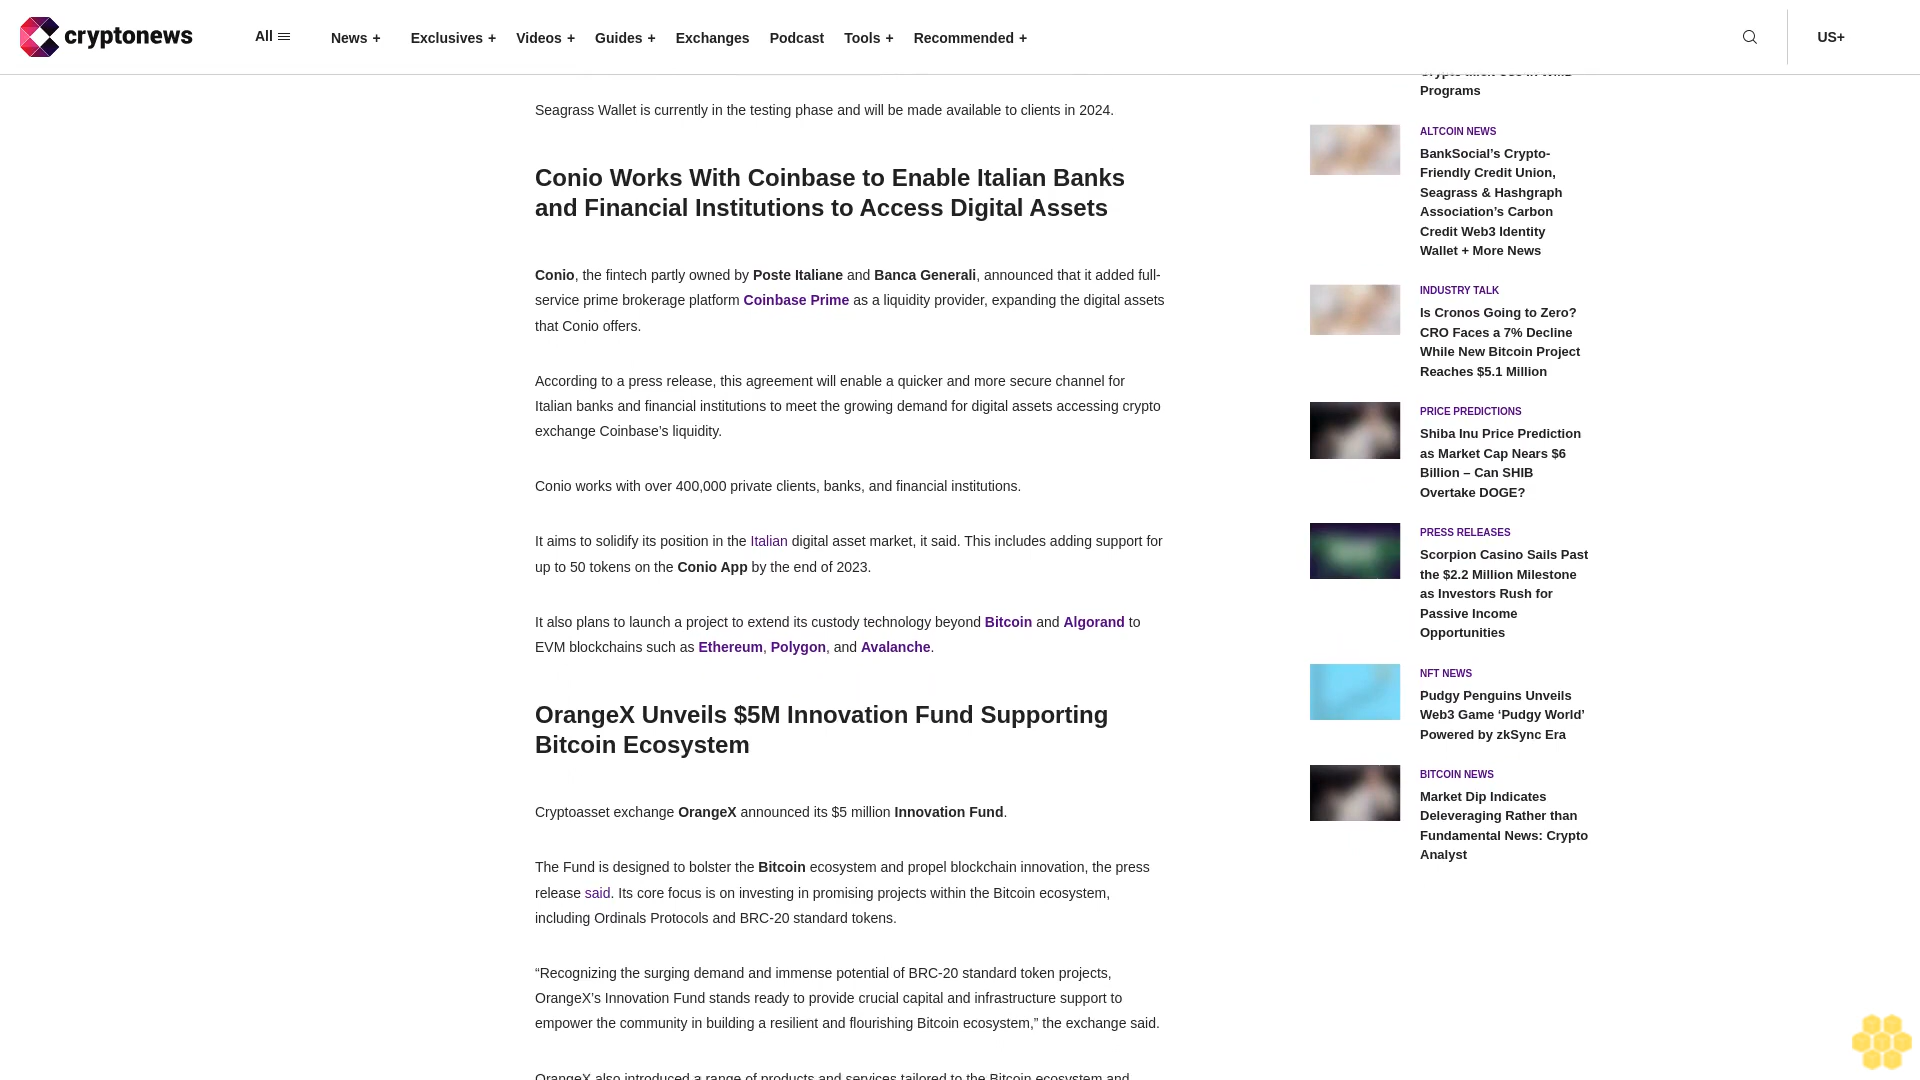 cryptonews
All
News +
Exclusives +
Videos +
Guides +
Exchanges
Podcast
Tools +
Recommended +
US+
Seagrass Wallet is currently in the testing phase and will be made available to clients in 2024.
Conio Works With Coinbase to Enable Italian Banks
and Financial Institutions to Access Digital Assets
Conio, the fintech partly owned by Poste Italiane and Banca Generali, announced that it added full-
service prime brokerage platform Coinbase Prime as a liquidity provider, expanding the digital assets
that Conio offers.
According to a press release, this agreement will enable a quicker and more secure channel for
Italian banks and financial institutions to meet the growing demand for digital assets accessing crypto
exchange Coinbase’s liquidity.
Conio works with over 400,000 private clients, banks, and financial institutions.
It aims to solidify its position in the Italian digital asset market, it said. This includes adding support for
up to 50 tokens on the Conio App by the end of 2023.
It also plans to launch a project to extend its custody technology beyond Bitcoin and Algorand to
EVM blockchains such as Ethereum, Polygon, and Avalanche.
OrangeX Unveils $5M Innovation Fund Supporting
Bitcoin Ecosystem
Cryptoasset exchange OrangeX announced its $5 million Innovation Fund.
The Fund is designed to bolster the Bitcoin ecosystem and propel blockchain innovation, the press
release said. Its core focus is on investing in promising projects within the Bitcoin ecosystem,
including Ordinals Protocols and BRC-20 standard tokens.
“Recognizing the surging demand and immense potential of BRC-20 standard token projects,
OrangeX’s Innovation Fund stands ready to provide crucial capital and infrastructure support to
empower the community in building a resilient and flourishing Bitcoin ecosystem,” the exchange said.
OrangeX also introduced a range of products and services tailored to the Bitcoin ecosystem and
Programs
ALTCOIN NEWS
BankSocial’s Crypto-
Friendly Credit Union,
Seagrass & Hashgraph
Association’s Carbon
Credit Web3 Identity
Wallet + More News
INDUSTRY TALK
Is Cronos Going to Zero?
CRO Faces a 7% Decline
While New Bitcoin Project
Reaches $5.1 Million
PRICE PREDICTIONS
Shiba Inu Price Prediction
as Market Cap Nears $6
Billion – Can SHIB
Overtake DOGE?
PRESS RELEASES
Scorpion Casino Sails Past
the $2.2 Million Milestone
as Investors Rush for
Passive Income
Opportunities
NFT NEWS
Pudgy Penguins Unveils
Web3 Game ‘Pudgy World’
Powered by zkSync Era
BITCOIN NEWS
Market Dip Indicates
Deleveraging Rather than
Fundamental News: Crypto
Analyst